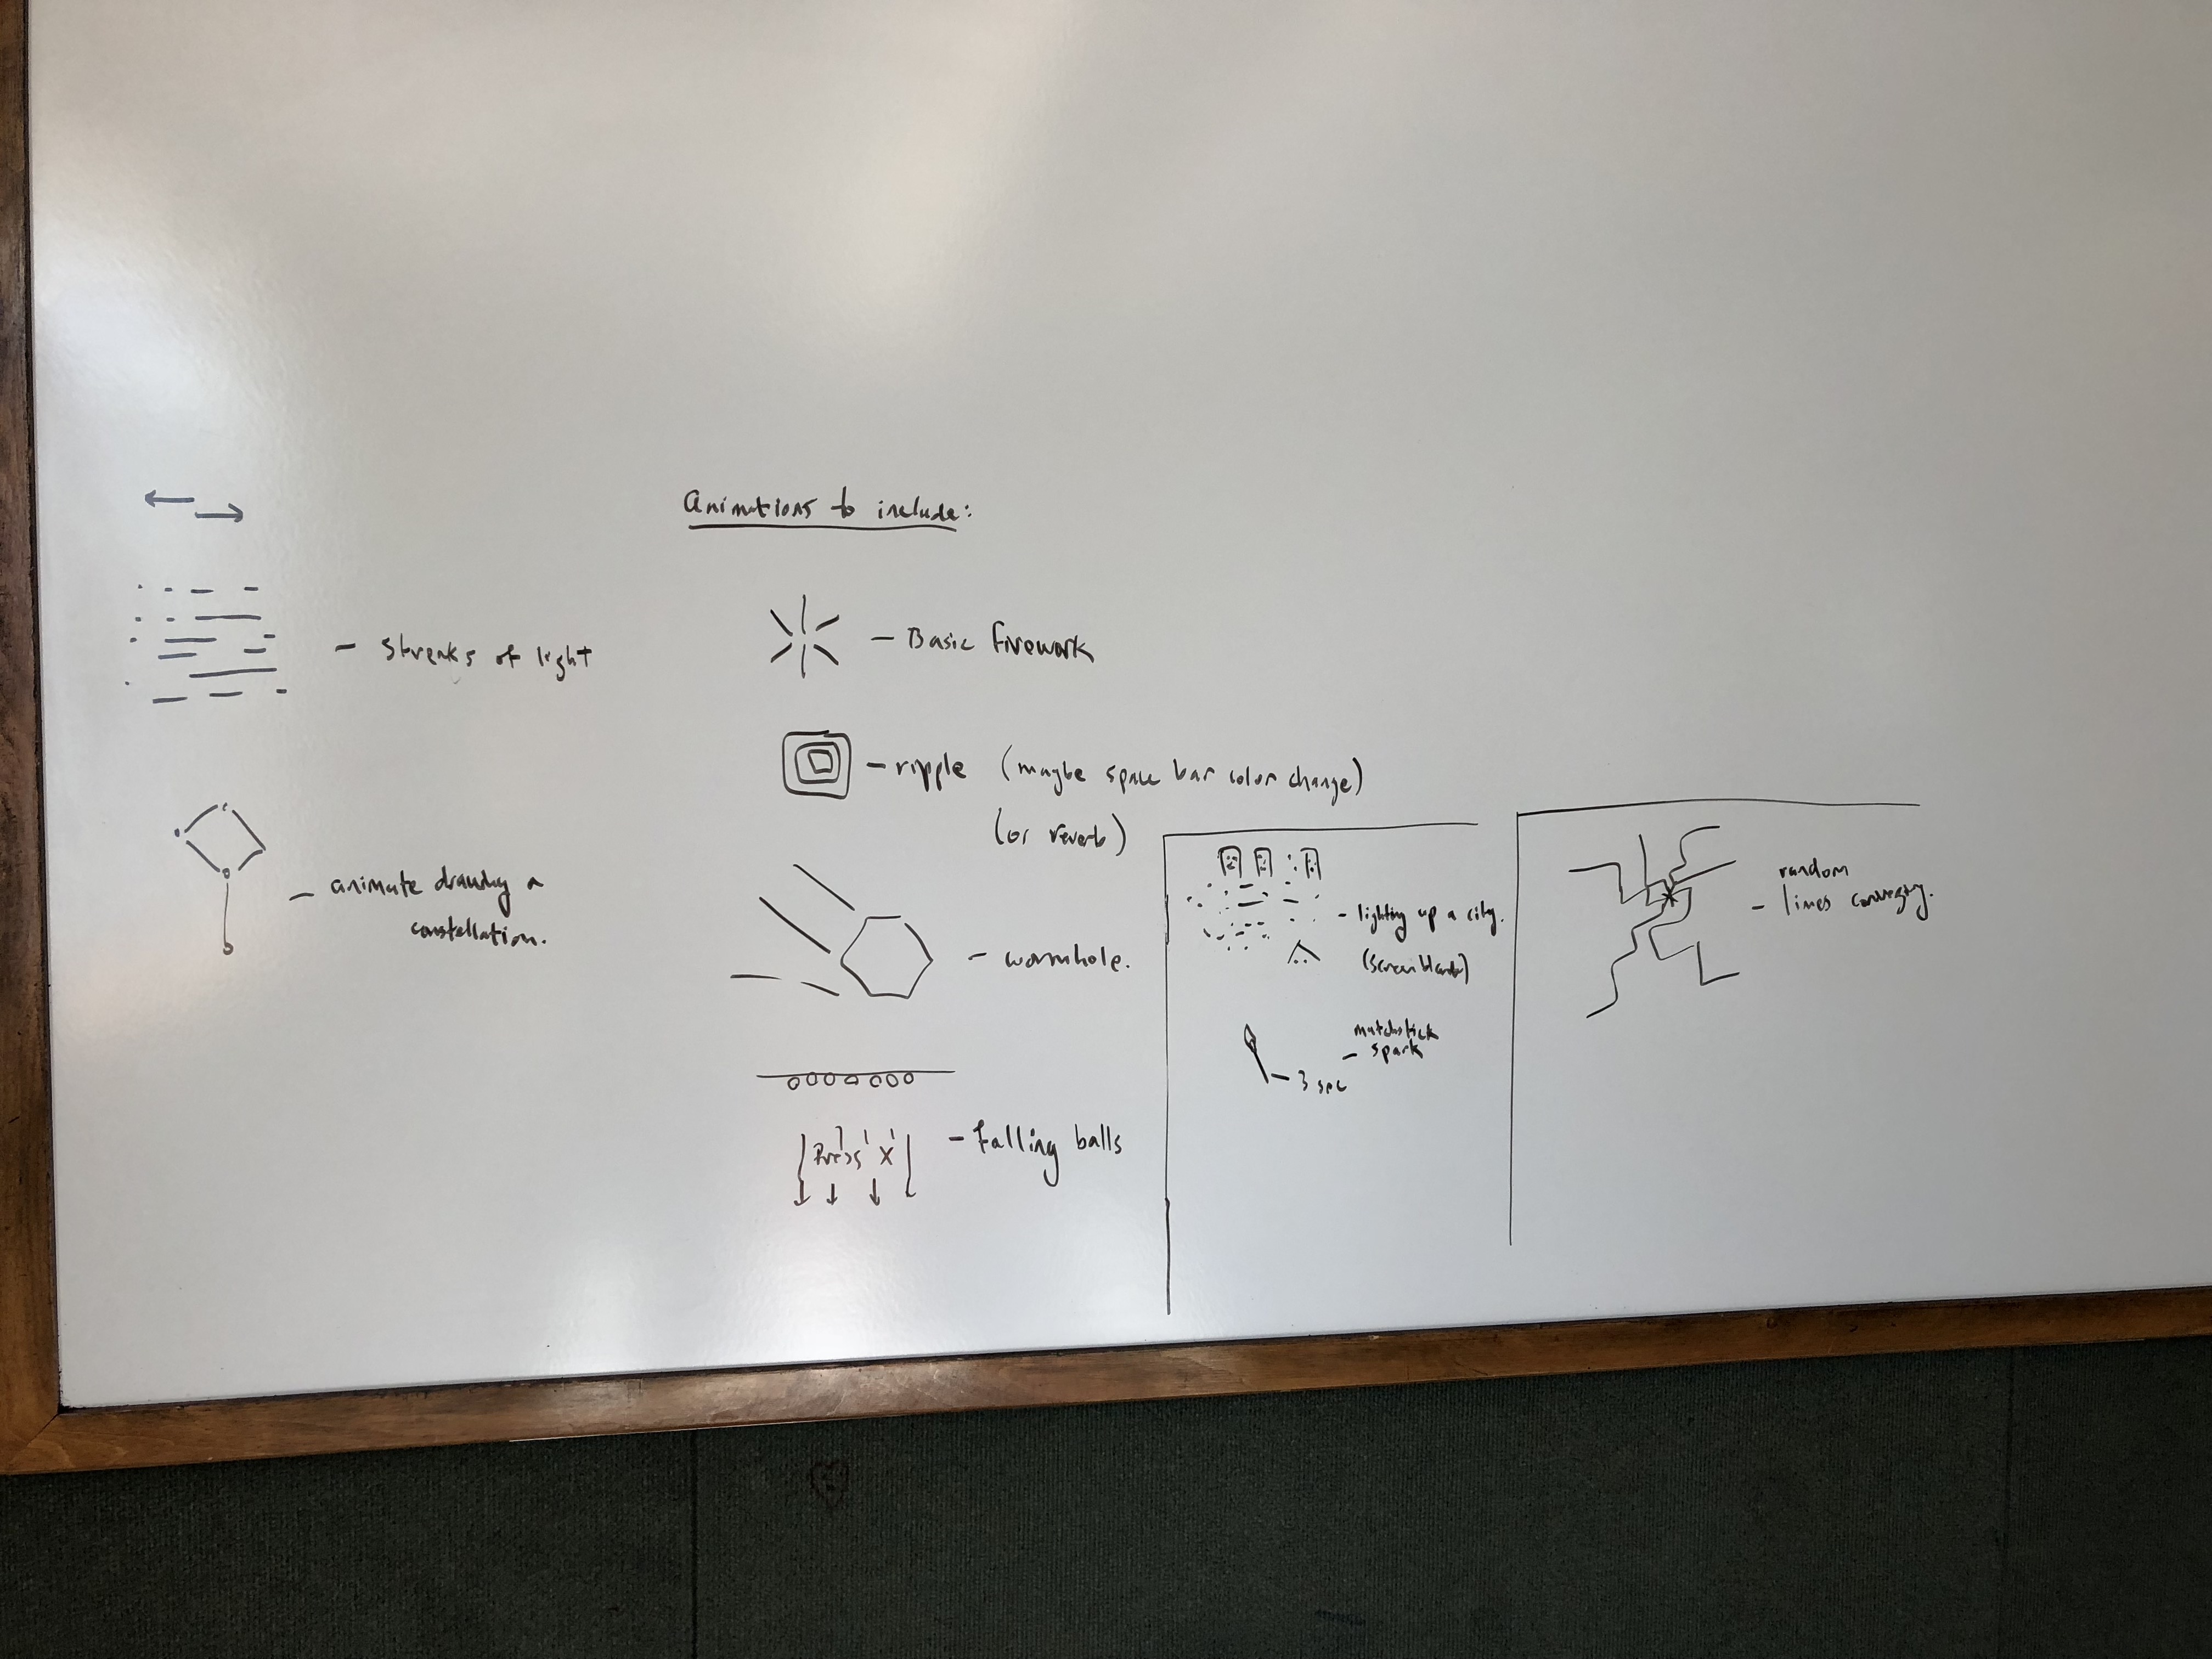 Animations to include:
- streaks of light
- animate drawing a
constellation.
- Basic firework
- ripple (maybe space bar color change)
(or reverb)
- wormhole.
Press X
- falling balls
- lighting up a city.
(screen blank)
matchstick
- spark
- 3 sec
random
- lines converging.